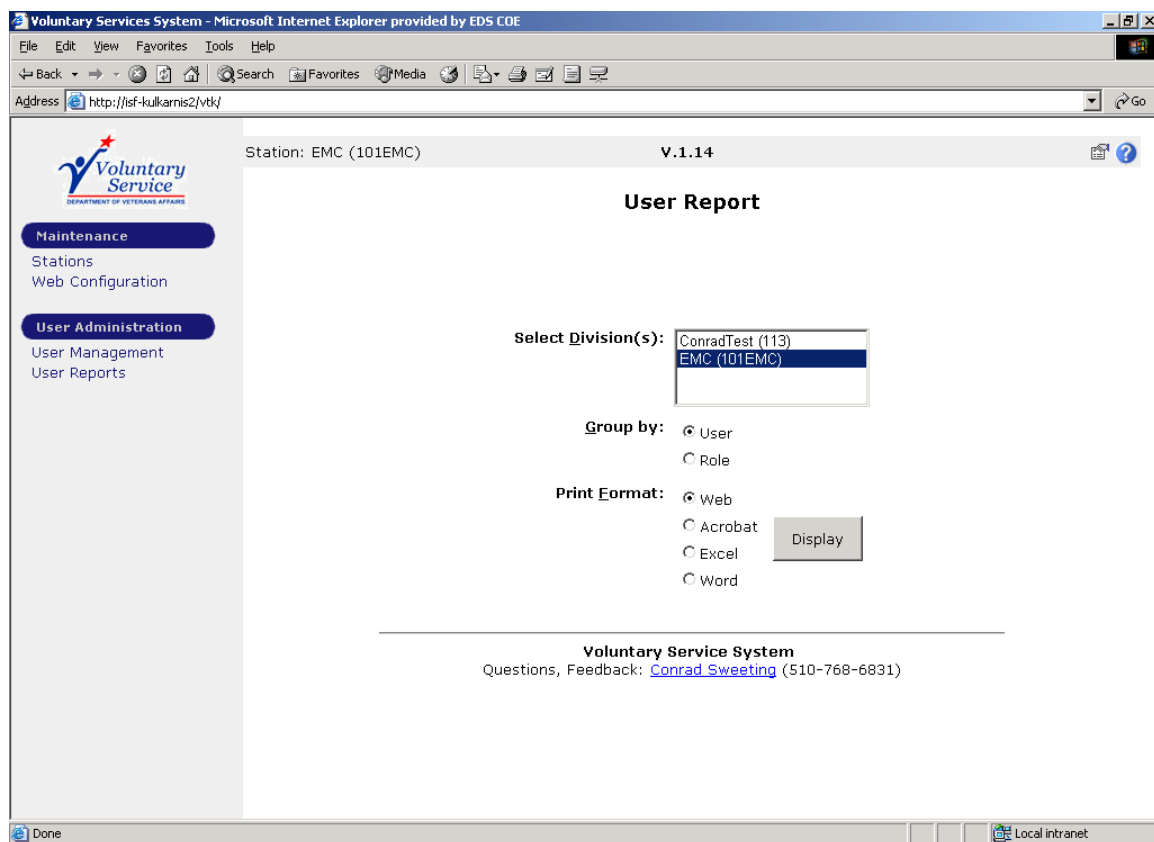 Voluntary Services System - Microsoft Internet Explorer provided by EDS COE
File Edit View Favorites Tools Help
Back Search Favorites Media
Address http://isf-kulkarnis2/vtk/ Go
Voluntary
Service
DEPARTMENT OF VETERANS AFFAIRS
Station: EMC (101EMC) V.1.14
User Report
Maintenance
Stations
Web Configuration
User Administration
User Management
User Reports
Select Division(s): ConradTest (113)
EMC (101EMC)
Group by: User
Role
Print Format: Web
Acrobat
Excel
Word
Display
Voluntary Service System
Questions, Feedback: Conrad Sweeting (510-768-6831)
Done Local intranet